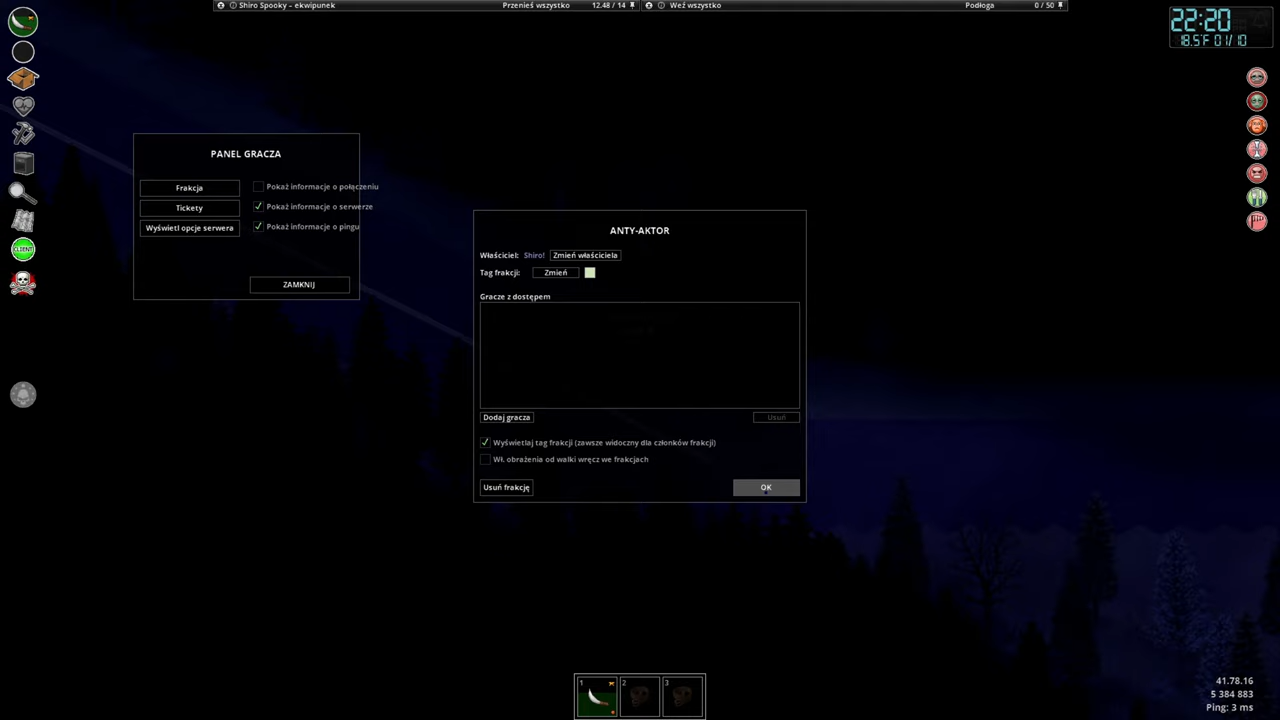 Shiro Spooky - ekwipunek Przenieś wszystko 12.48 / 14 Weź wszystko Podłoga 0 / 50
22:20
18.5°F 01/10
PANEL GRACZA
Frakcja
Pokaż informacje o połączeniu
Tickety
Pokaż informacje o serwerze
Wyświetl opcje serwera
Pokaż informacje o pingu
ZAMKNIJ
CLIENT
ANTY-AKTOR
Właściciel: Shiro! Zmień właściciela
Tag frakcji: Zmień
Gracze z dostępem
Dodaj gracza Usuń
Wyświetlaj tag frakcji (zawsze widoczny dla członków frakcji)
Wł. obrażenia od walki wręcz we frakcjach
Usuń frakcję OK
1 2 3
41.78.16
5 384 883
Ping: 3 ms